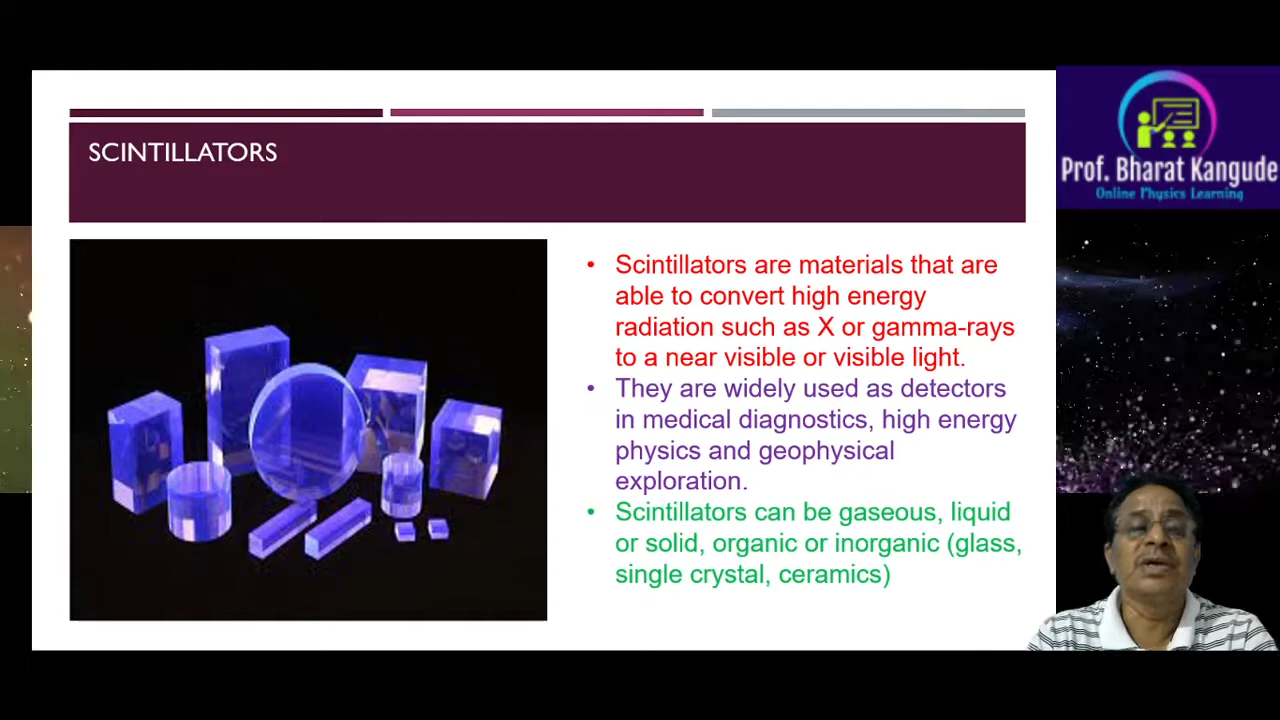 SCINTILLATORS
• Scintillators are materials that are
able to convert high energy
radiation such as X or gamma-rays
to a near visible or visible light.
• They are widely used as detectors
in medical diagnostics, high energy
physics and geophysical
exploration.
• Scintillators can be gaseous, liquid
or solid, organic or inorganic (glass,
single crystal, ceramics)
Prof. Bharat Kangude
Online Physics Learning